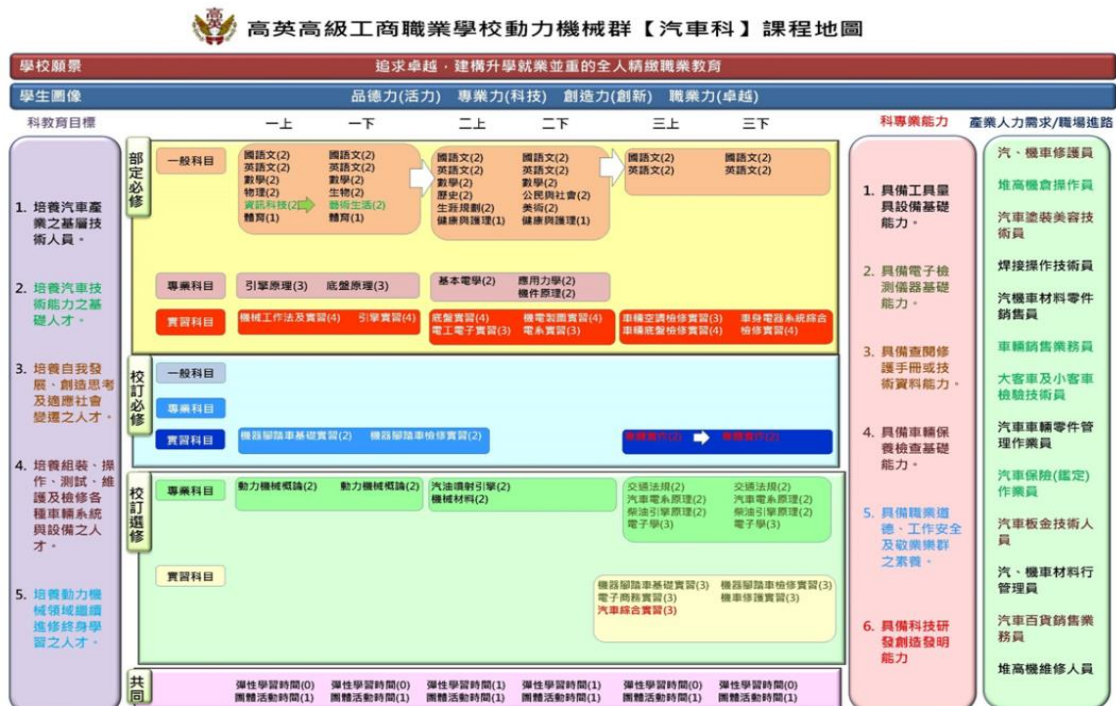 高英高級工商職業學校動力機械群【汽車科】課程地圖
學校願景
追求卓越．建構升學就業並重的全人精緻職業教育
學生圖像
品德力(活力) 專業力(科技) 創造力(創新) 職業力(卓越)
科教育目標
一上
一下
二上
二下
三上
三下
科專業能力
產業人力需求/職場進路
1. 培養汽車產
業之基層技
術人員。
2. 培養汽車技
術能力之基
礎人才。
3. 培養自我發
展、創造思考
及適應社會
變遷之人才。
4. 培養組裝、操
作、測試、維
護及檢修各
種車輛系統
與設備之人
才。
5. 培養動力機
械領域繼續
進修終身學
習之人才。
部定必修
一般科目
國語文(2)
英語文(2)
數學(2)
物理(2)
資訊科技(2)
體育(1)
國語文(2)
英語文(2)
數學(2)
生物(2)
藝術生活(2)
體育(1)
國語文(2)
英語文(2)
數學(2)
歷史(2)
生涯規劃(2)
健康與護理(1)
國語文(2)
英語文(2)
數學(2)
公民與社會(2)
美術(2)
健康與護理(1)
國語文(2)
英語文(2)
國語文(2)
英語文(2)
專業科目
引擎原理(3)
底盤原理(3)
基本電學(2)
應用力學(2)
機件原理(2)
實習科目
機械工作法及實習(4)
引擎實習(4)
底盤實習(4)
電工電子實習(3)
機電製圖實習(4)
電系實習(3)
車輛空調檢修實習(3)
車輛底盤檢修實習(4)
車身電器系統綜合
檢修實習(4)
校訂必修
一般科目
專業科目
實習科目
機器腳踏車基礎實習(2)
機器腳踏車檢修實習(2)
專題實作(2)
專題實作(2)
校訂選修
專業科目
動力機械概論(2)
動力機械概論(2)
汽油噴射引擎(2)
機械材料(2)
交通法規(2)
汽車電系原理(2)
柴油引擎原理(2)
電子學(3)
交通法規(2)
汽車電系原理(2)
柴油引擎原理(2)
電子學(3)
實習科目
機器腳踏車基礎實習(3)
電子商務實習(3)
汽車綜合實習(3)
機器腳踏車檢修實習(3)
機車修護實習(3)
共同
彈性學習時間(0)
團體活動時間(1)
彈性學習時間(0)
團體活動時間(1)
彈性學習時間(1)
團體活動時間(1)
彈性學習時間(1)
團體活動時間(1)
彈性學習時間(0)
團體活動時間(1)
彈性學習時間(0)
團體活動時間(1)
1. 具備工具量
具設備基礎
能力。
2. 具備電子檢
測儀器基礎
能力。
3. 具備查閱修
護手冊或技
術資料能力。
4. 具備車輛保
養檢查基礎
能力。
5. 具備職業道
德、工作安全
及敬業樂群
之素養。
6. 具備科技研
發創造發明
能力
汽、機車修護員
堆高機倉操作員
汽車塗裝美容技
術員
焊接操作技術員
汽機車材料零件
銷售員
車輛銷售業務員
大客車及小客車
檢驗技術員
汽車車輛零件管
理作業員
汽車保險(鑑定)
作業員
汽車板金技術人
員
汽、機車材料行
管理員
汽車百貨銷售業
務員
堆高機維修人員